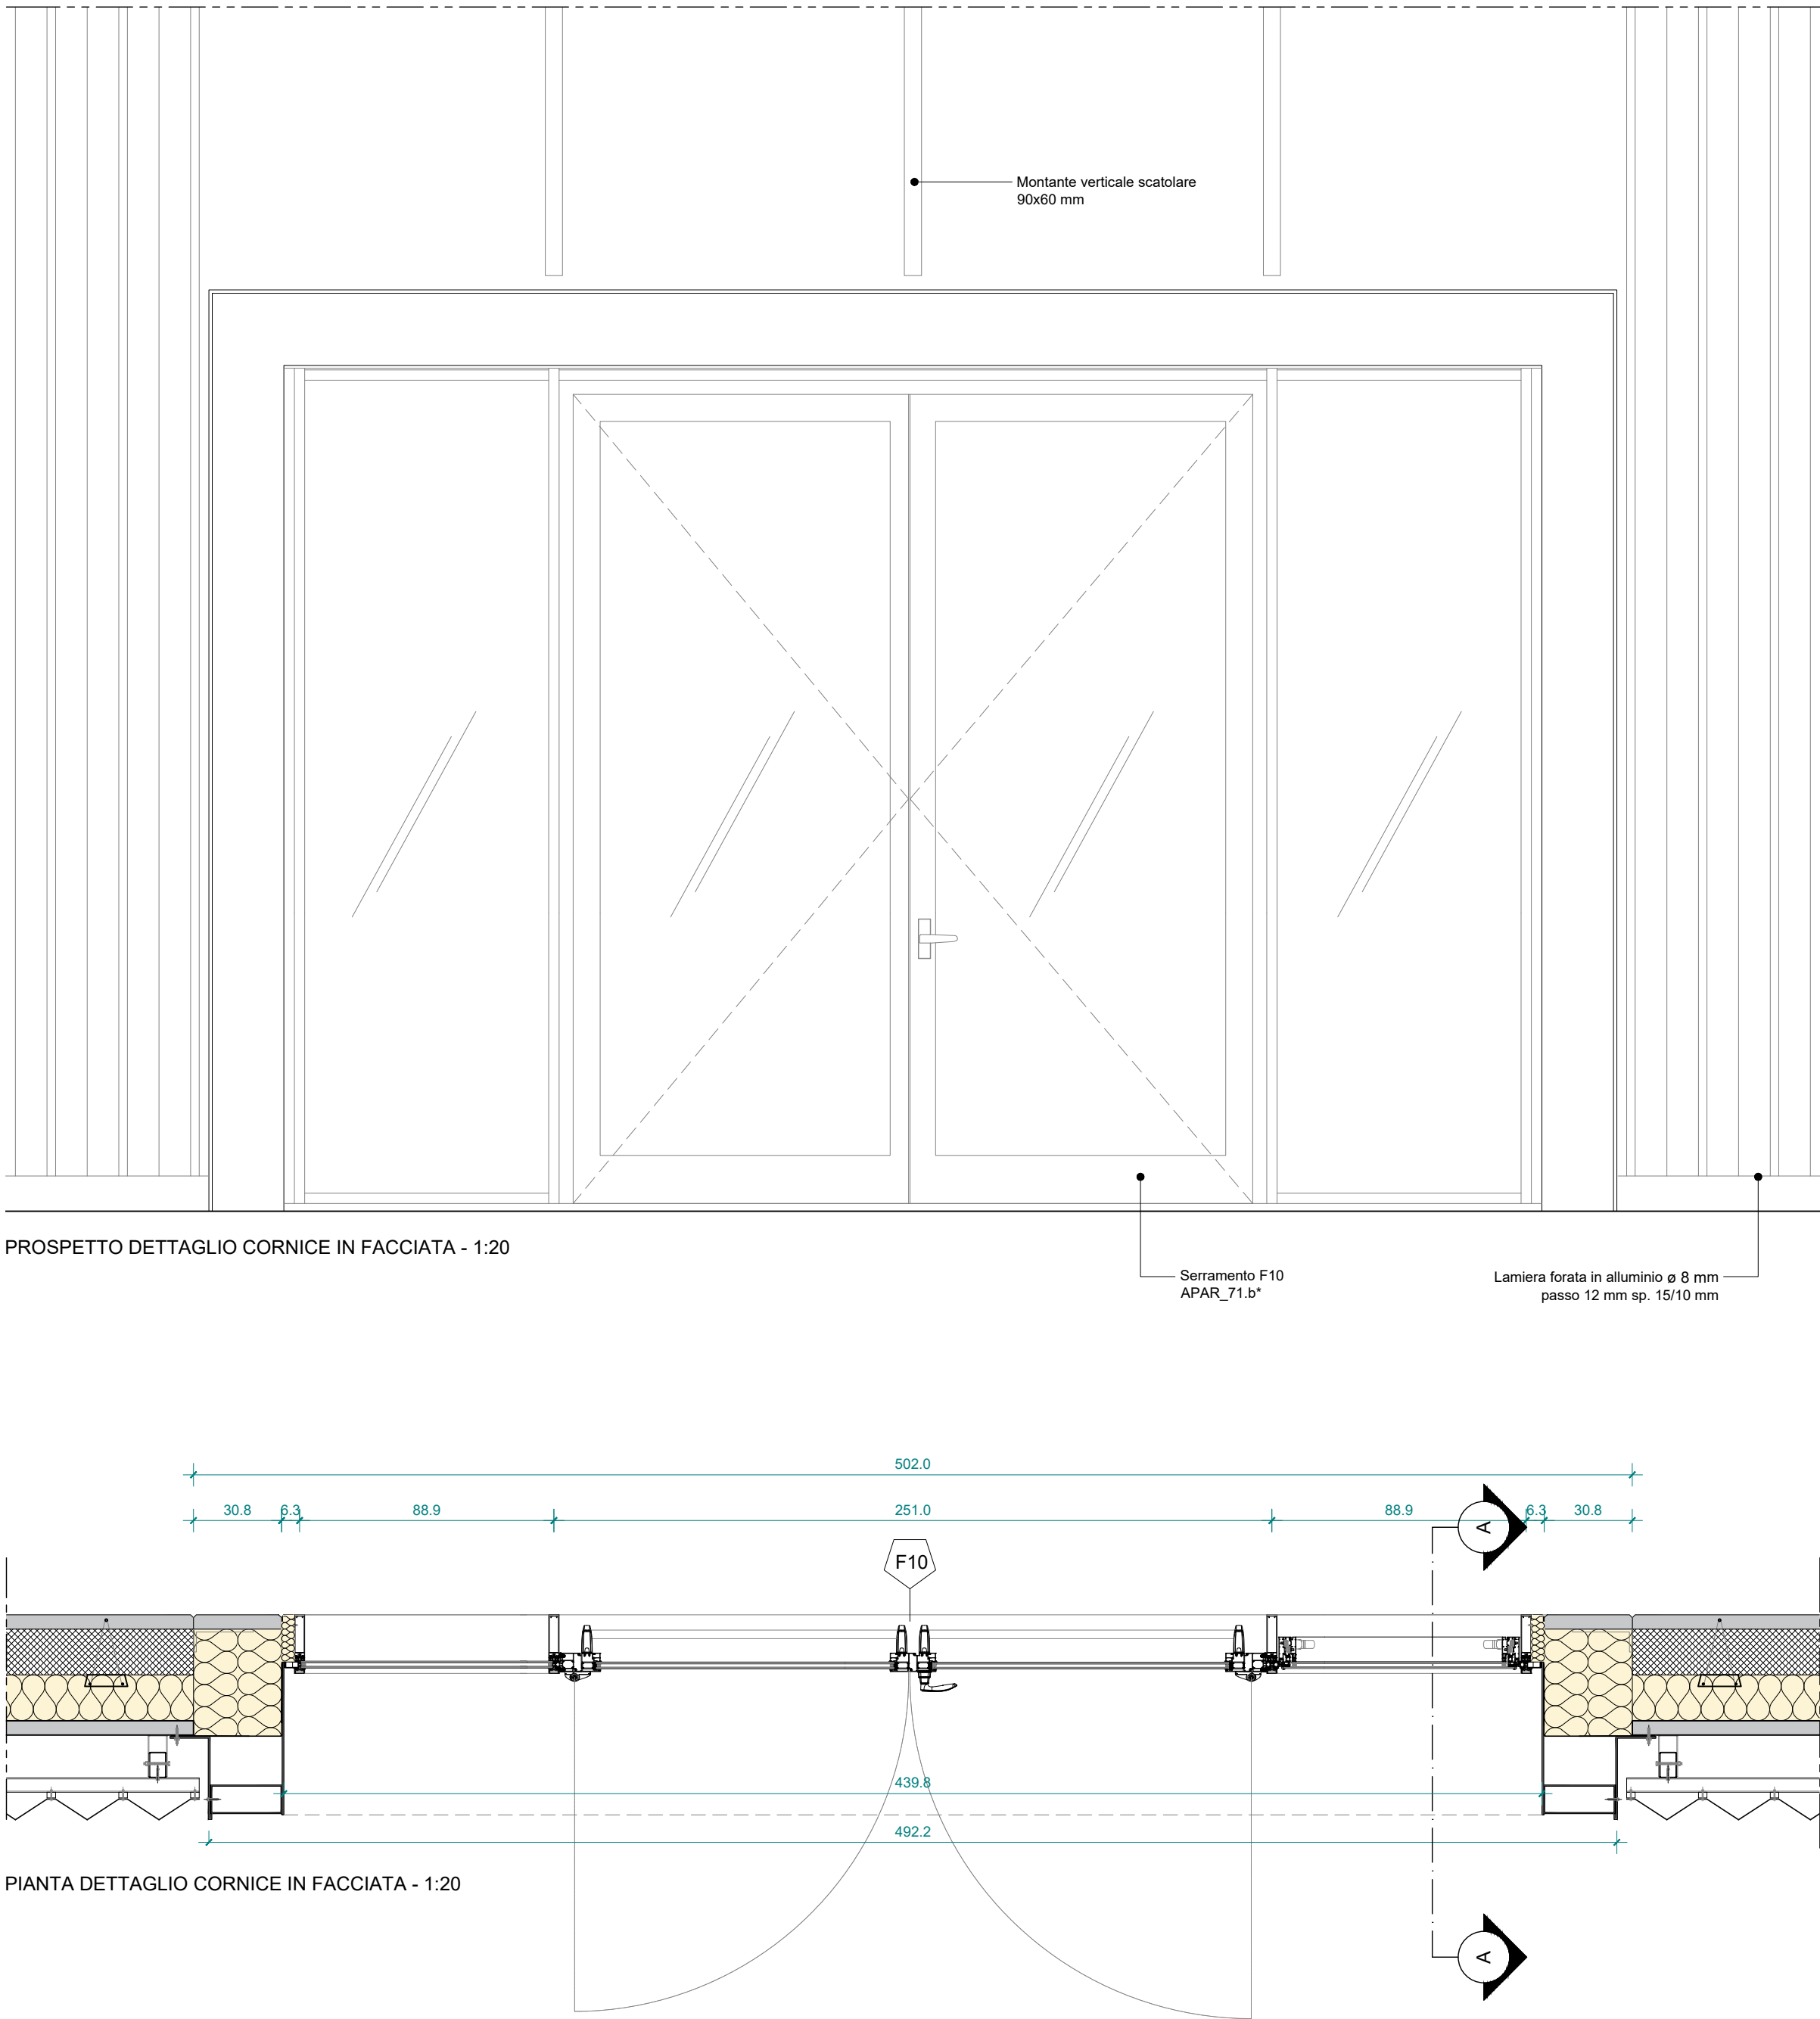 Montante verticale scatolare
90x60 mm
PROSPETTO DETTAGLIO CORNICE IN FACCIATA - 1:20
Serramento F10
APAR_71.b*
Lamiera forata in alluminio ø 8 mm
passo 12 mm sp. 15/10 mm
502.0
30.8
6.3
88.9
251.0
88.9
6.3
30.8
A
F10
439.8
492.2
PIANTA DETTAGLIO CORNICE IN FACCIATA - 1:20
A